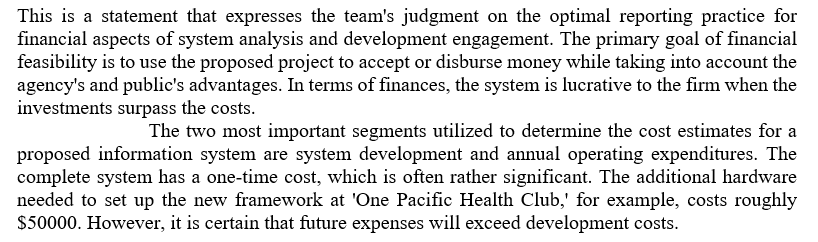 This is a statement that expresses the team's judgment on the optimal reporting practice for
financial aspects of system analysis and development engagement. The primary goal of financial
feasibility is to use the proposed project to accept or disburse money while taking into account the
agency's and public's advantages. In terms of finances, the system is lucrative to the firm when the
investments surpass the costs.
The two most important segments utilized to determine the cost estimates for a
proposed information system are system development and annual operating expenditures. The
complete system has a one-time cost, which is often rather significant. The additional hardware
needed to set up the new framework at 'One Pacific Health Club,' for example, costs roughly
$50000. However, it is certain that future expenses will exceed development costs.